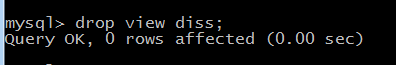 mysql> drop view diss;
Query OK, 0 rows affected (0.00 sec)